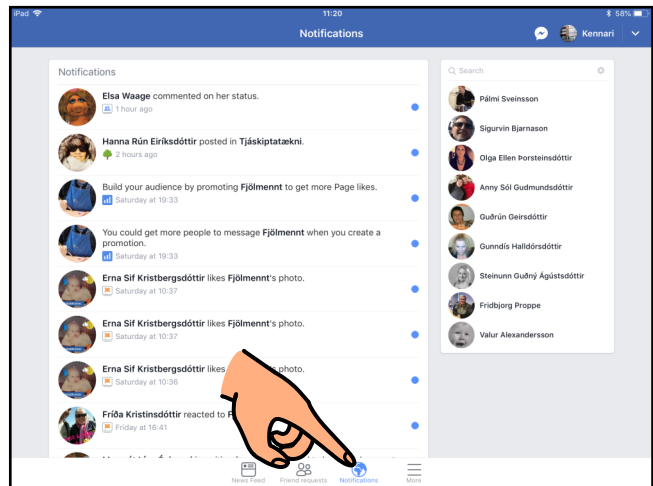 iPad 11:20 58%
Notifications Kennari
Notifications
Elsa Waage commented on her status.
1 hour ago
Hanna Rún Eiríksdóttir posted in Tjáskiptatækni.
2 hours ago
Build your audience by promoting Fjölmennt to get more Page likes.
Saturday at 19:33
You could get more people to message Fjölmennt when you create a
promotion.
Saturday at 19:33
Erna Sif Kristbergsdóttir likes Fjölmennt's photo.
Saturday at 10:37
Erna Sif Kristbergsdóttir likes Fjölmennt's photo.
Saturday at 10:37
Erna Sif Kristbergsdóttir likes photo.
Saturday at 10:36
Fríða Kristinsdóttir reacted to
Friday at 16:41
Search
Pálmi Sveinsson
Sigurvin Bjarnason
Olga Ellen Þorsteinsdóttir
Anny Sól Gudmundsdóttir
Guðrún Geirsdóttir
Gunndís Halldórsdóttir
Steinunn Guðný Ágústsdóttir
Fridbjorg Proppe
Valur Alexandersson
News Feed Friend requests Notifications More